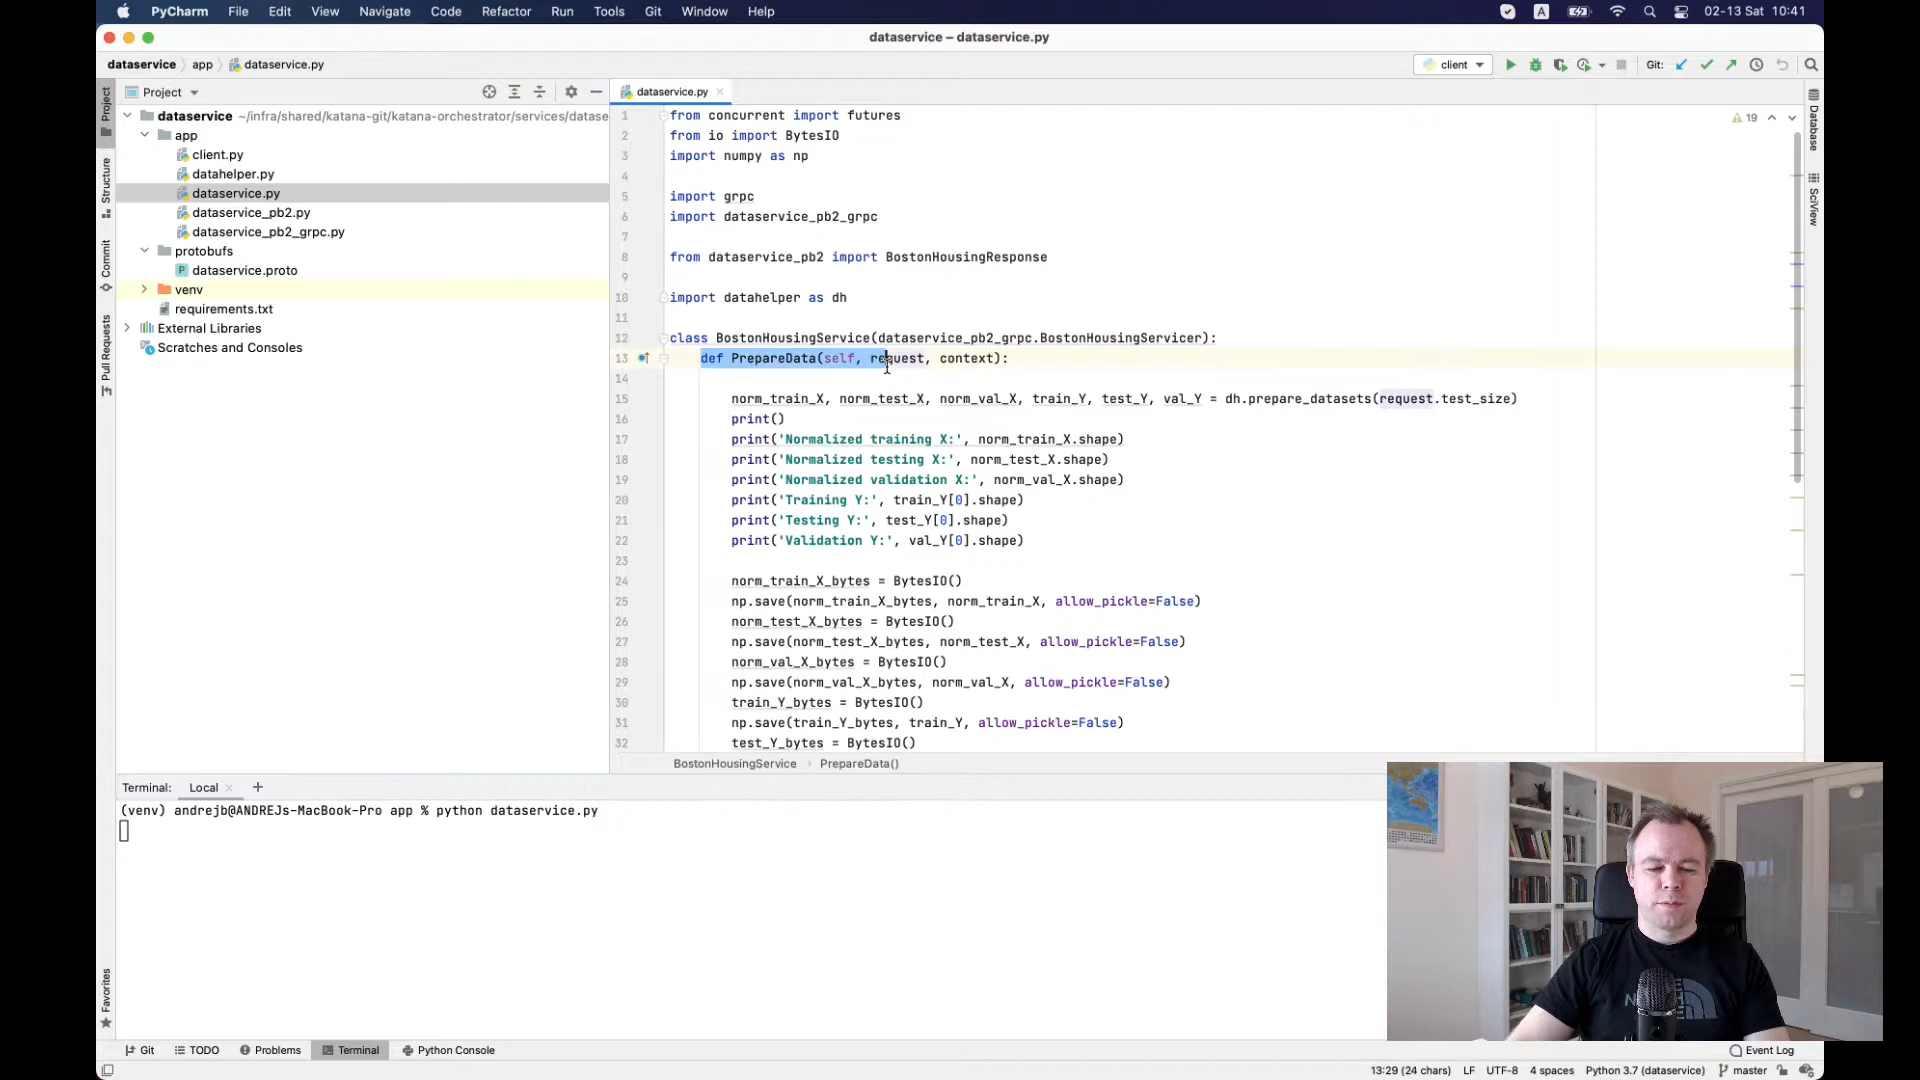 PyCharm File Edit View Navigate Code Refactor Run Tools Git Window Help A 02-13 Sat 10:41
dataservice – dataservice.py
dataservice app dataservice.py client Git:
Project dataservice.py
dataservice ~/infra/shared/katana-git/katana-orchestrator/services/datase
app
client.py
datahelper.py
dataservice.py
dataservice_pb2.py
dataservice_pb2_grpc.py
protobufs
dataservice.proto
venv
requirements.txt
External Libraries
Scratches and Consoles
Project
Structure
Commit
Pull Requests
Favorites
19
Database
SciView
1 from concurrent import futures
2 from io import BytesIO
3 import numpy as np
4
5 import grpc
6 import dataservice_pb2_grpc
7
8 from dataservice_pb2 import BostonHousingResponse
9
10 import datahelper as dh
11
12 class BostonHousingService(dataservice_pb2_grpc.BostonHousingServicer):
13 def PrepareData(self, request, context):
14
15 norm_train_X, norm_test_X, norm_val_X, train_Y, test_Y, val_Y = dh.prepare_datasets(request.test_size)
16 print()
17 print('Normalized training X:', norm_train_X.shape)
18 print('Normalized testing X:', norm_test_X.shape)
19 print('Normalized validation X:', norm_val_X.shape)
20 print('Training Y:', train_Y[0].shape)
21 print('Testing Y:', test_Y[0].shape)
22 print('Validation Y:', val_Y[0].shape)
23
24 norm_train_X_bytes = BytesIO()
25 np.save(norm_train_X_bytes, norm_train_X, allow_pickle=False)
26 norm_test_X_bytes = BytesIO()
27 np.save(norm_test_X_bytes, norm_test_X, allow_pickle=False)
28 norm_val_X_bytes = BytesIO()
29 np.save(norm_val_X_bytes, norm_val_X, allow_pickle=False)
30 train_Y_bytes = BytesIO()
31 np.save(train_Y_bytes, train_Y, allow_pickle=False)
32 test_Y_bytes = BytesIO()
BostonHousingService › PrepareData()
Terminal: Local +
(venv) andrejb@ANDREJs-MacBook-Pro app % python dataservice.py
Git TODO Problems Terminal Python Console Event Log
13:29 (24 chars) LF UTF-8 4 spaces Python 3.7 (dataservice) master